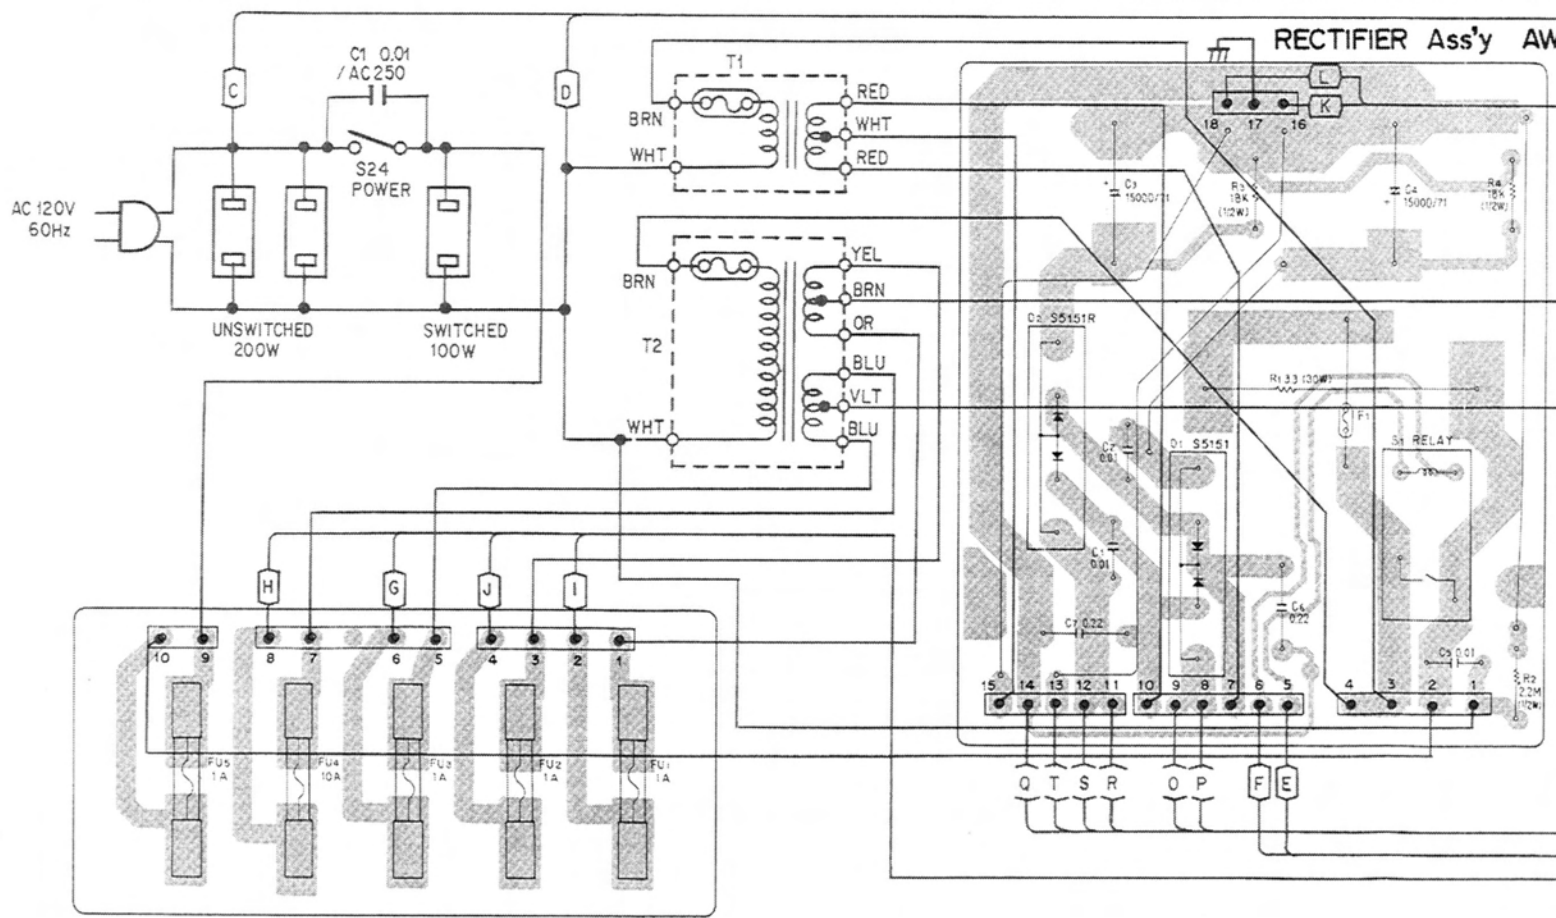 RECTIFIER Ass'y AW
C1 0.01
/AC250
T1
C
D
L
K
BRN
RED
WHT
WHT
RED
18 17 16
S24
POWER
AC 120V
60Hz
C3
15000/71
R3
18K
(1/2W)
C4
15000/71
R4
18K
(1/2W)
BRN
YEL
BRN
OR
UNSWITCHED
200W
SWITCHED
100W
T2
BLU
VLT
BLU
WHT
D2 S5151R
R1 33 (30W)
F1
C2
0.01
D1 S5151
S1 RELAY
C1
0.01
C6
0.22
C7 0.22
C5 0.01
R2
2.2M
(1/2W)
H
G
J
I
10 9 8 7 6 5 4 3 2 1
15 14 13 12 11 10 9 8 7 6 5 4 3 2 1
FU5
1A
FU4
10A
FU3
1A
FU2
1A
FU1
1A
Q T S R O P F E